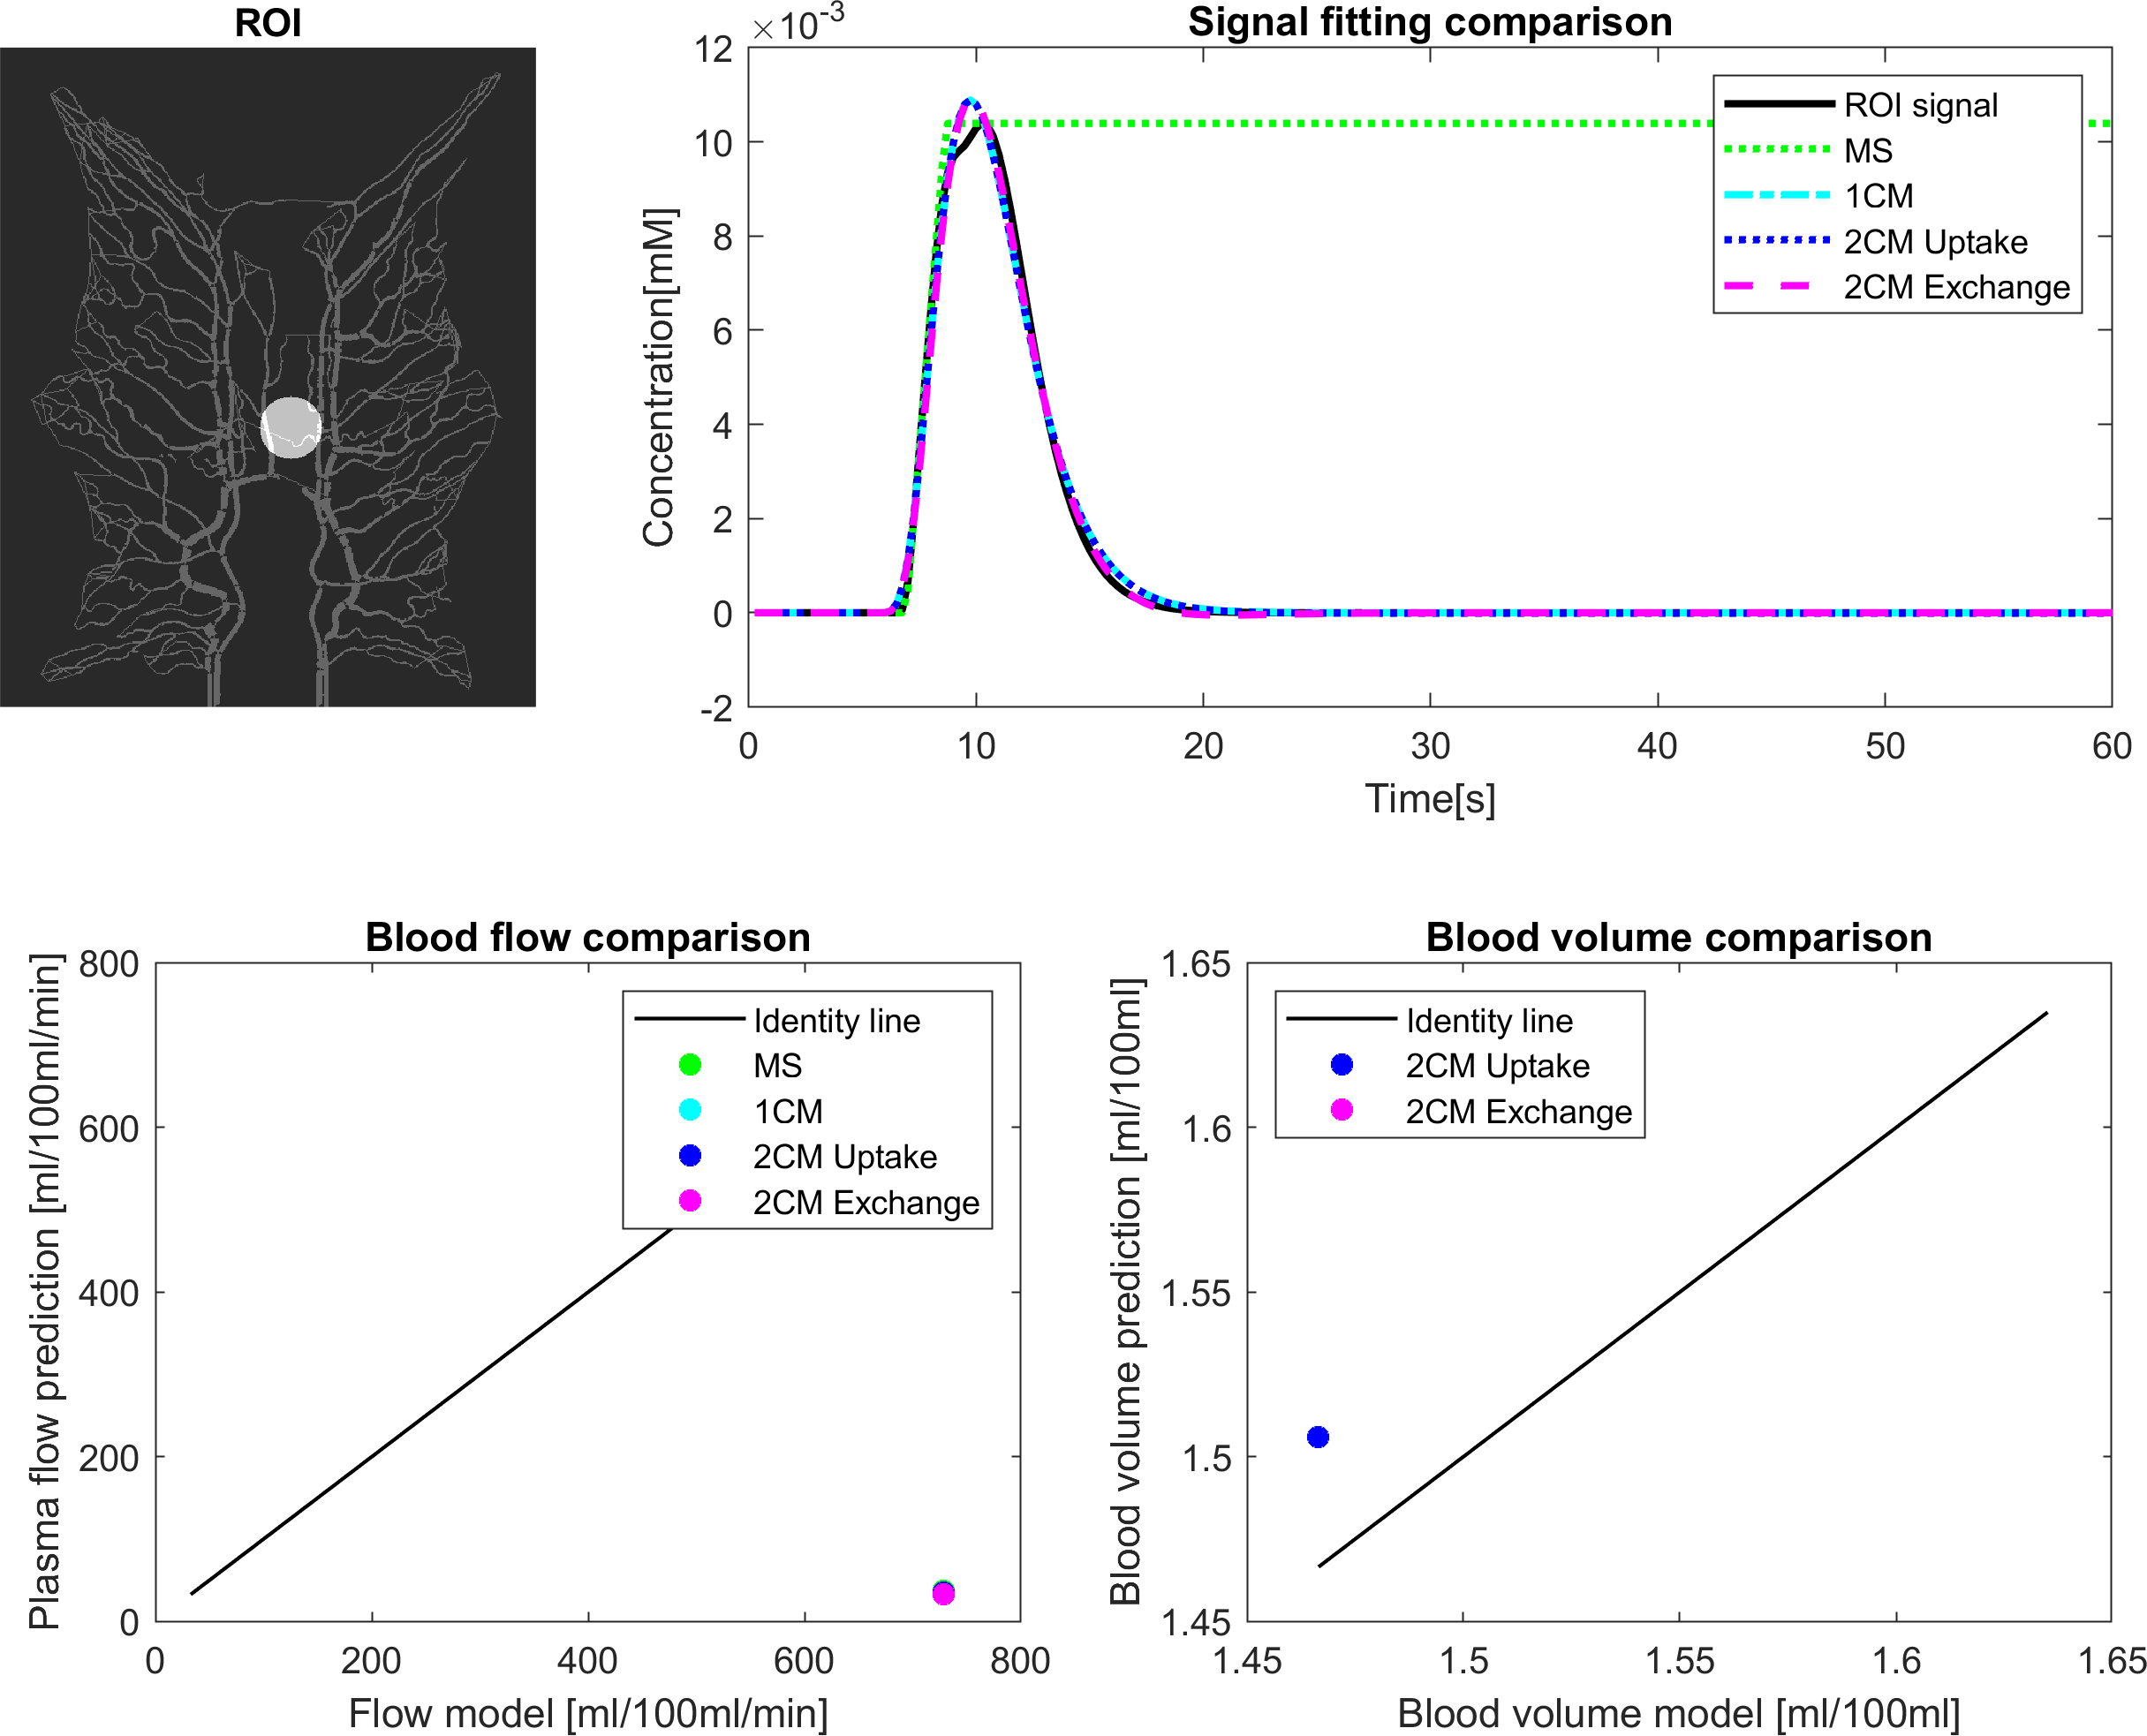 ROI
Signal fitting comparison
×10-3
12
10
8
6
4
2
0
-2
Concentration[mM]
0 10 20 30 40 50 60
Time[s]
ROI signal
MS
1CM
2CM Uptake
2CM Exchange
Blood flow comparison
800
600
400
200
0
Plasma flow prediction [ml/100ml/min]
0 200 400 600 800
Flow model [ml/100ml/min]
Identity line
MS
1CM
2CM Uptake
2CM Exchange
Blood volume comparison
1.65
1.6
1.55
1.5
1.45
Blood volume prediction [ml/100ml]
1.45 1.5 1.55 1.6 1.65
Blood volume model [ml/100ml]
Identity line
2CM Uptake
2CM Exchange